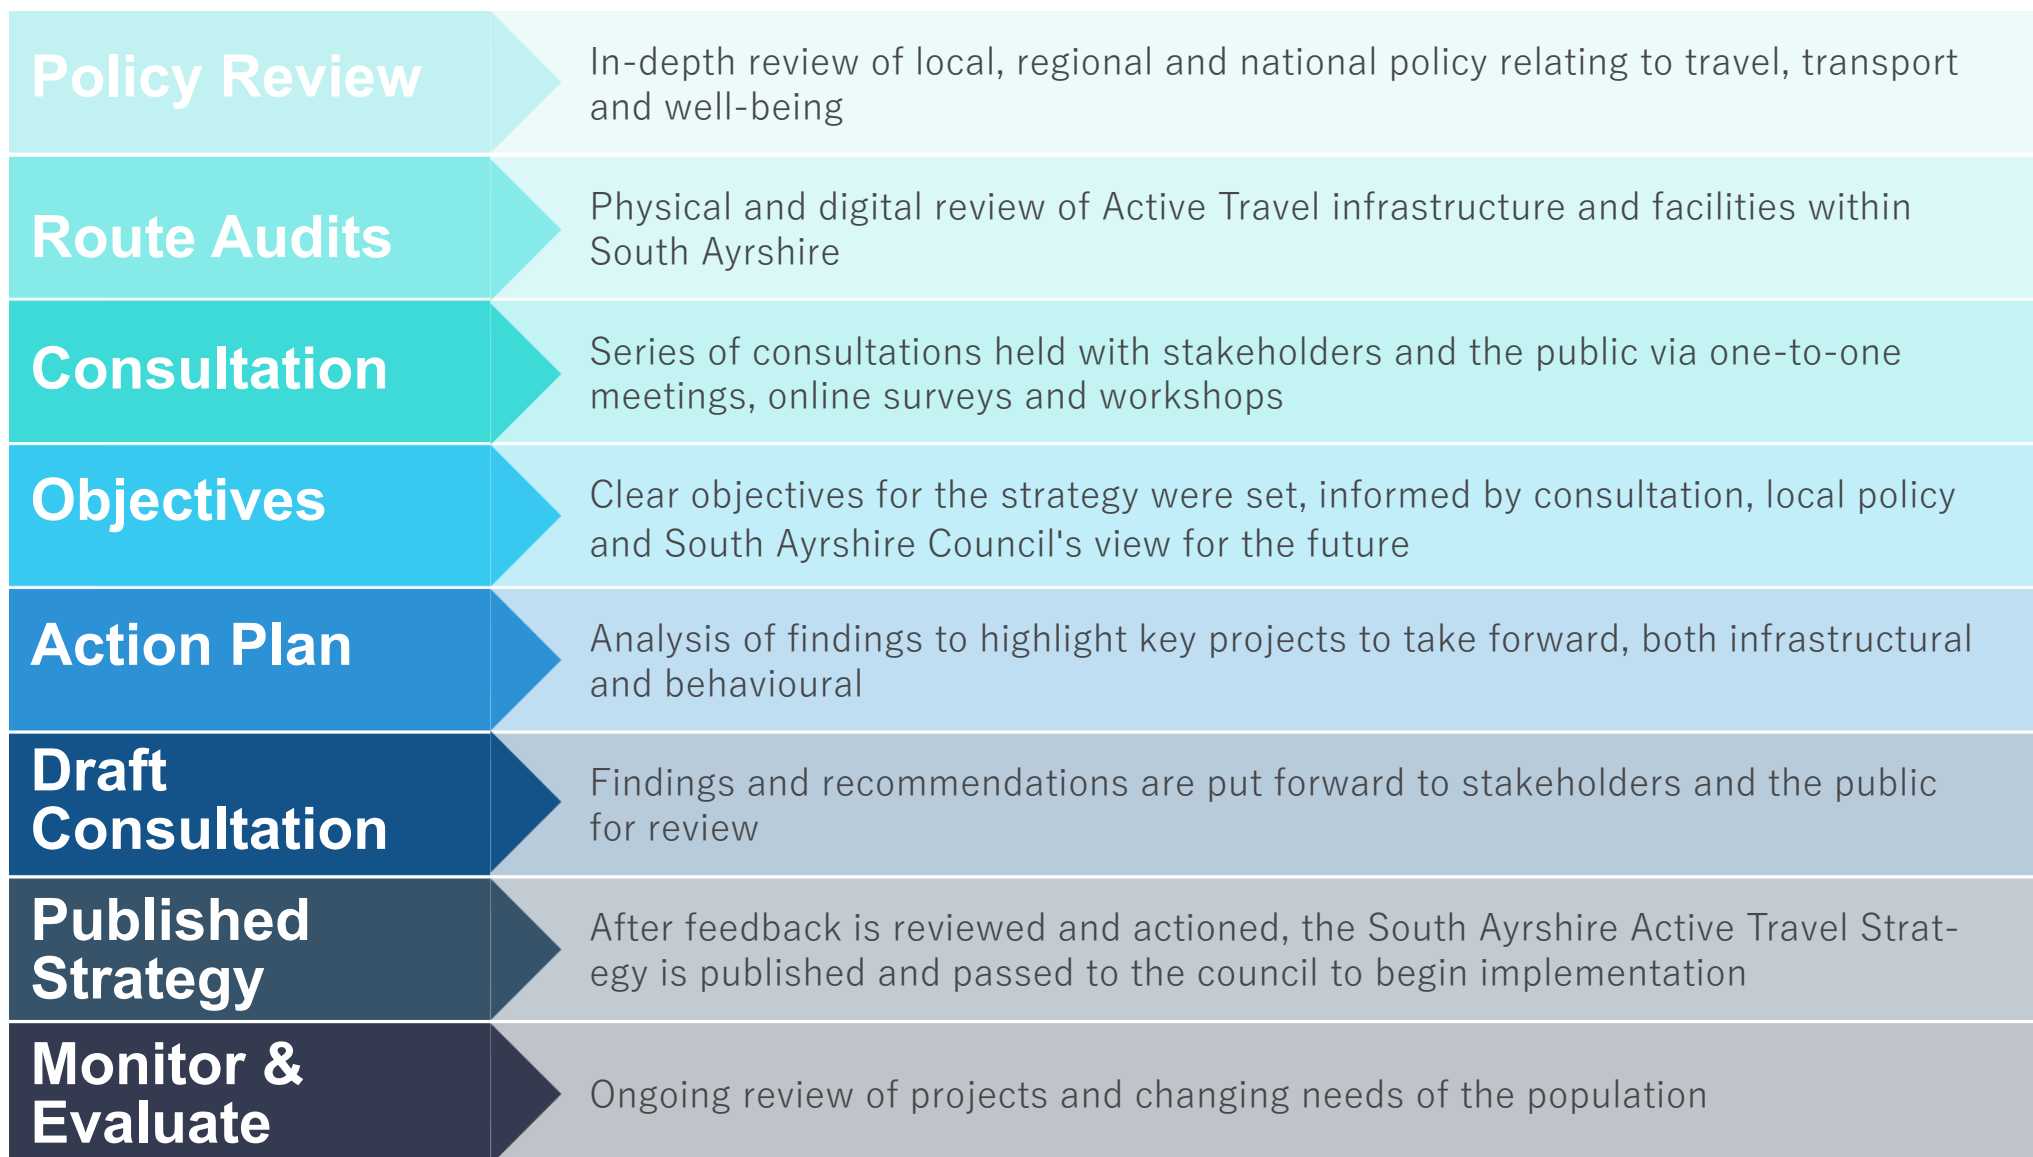 Policy Review
In-depth review of local, regional and national policy relating to travel, transport
and well-being
Route Audits
Physical and digital review of Active Travel infrastructure and facilities within
South Ayrshire
Consultation
Series of consultations held with stakeholders and the public via one-to-one
meetings, online surveys and workshops
Objectives
Clear objectives for the strategy were set, informed by consultation, local policy
and South Ayrshire Council's view for the future
Action Plan
Analysis of findings to highlight key projects to take forward, both infrastructural
and behavioural
Draft
Consultation
Findings and recommendations are put forward to stakeholders and the public
for review
Published
Strategy
After feedback is reviewed and actioned, the South Ayrshire Active Travel Strat-
egy is published and passed to the council to begin implementation
Monitor &
Evaluate
Ongoing review of projects and changing needs of the population